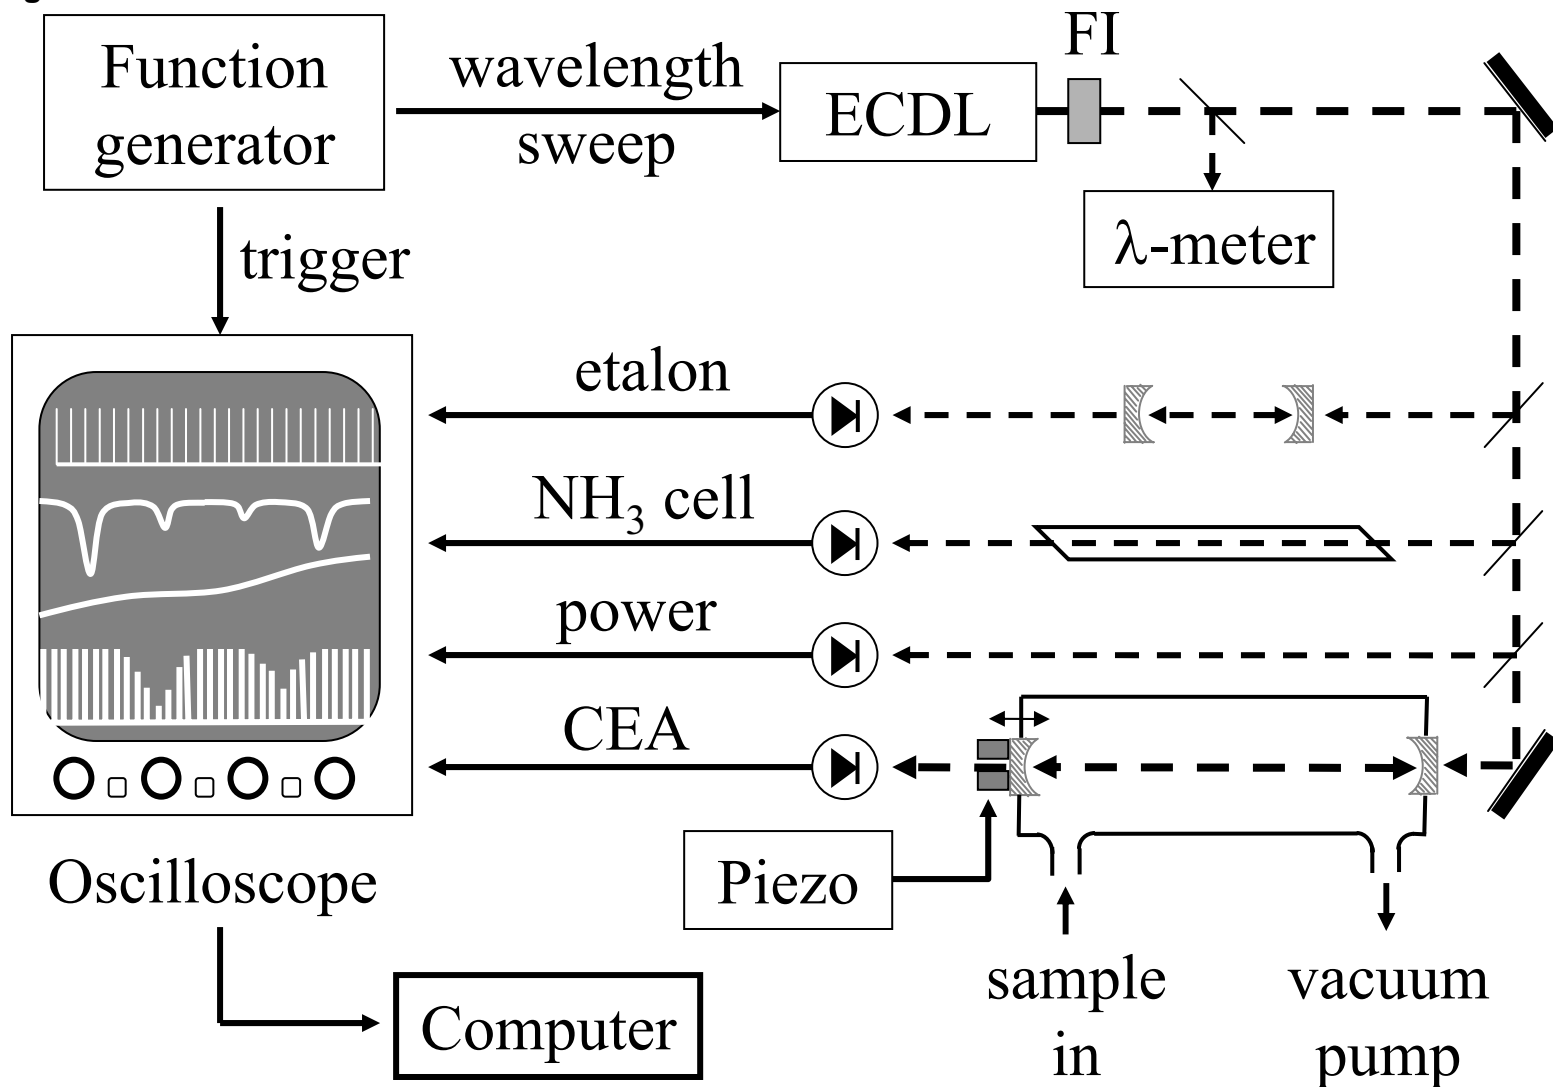 Function
generator
wavelength
sweep
ECDL
FI
λ-meter
trigger
etalon
NH₃ cell
power
CEA
Piezo
Oscilloscope
Computer
sample
in
vacuum
pump